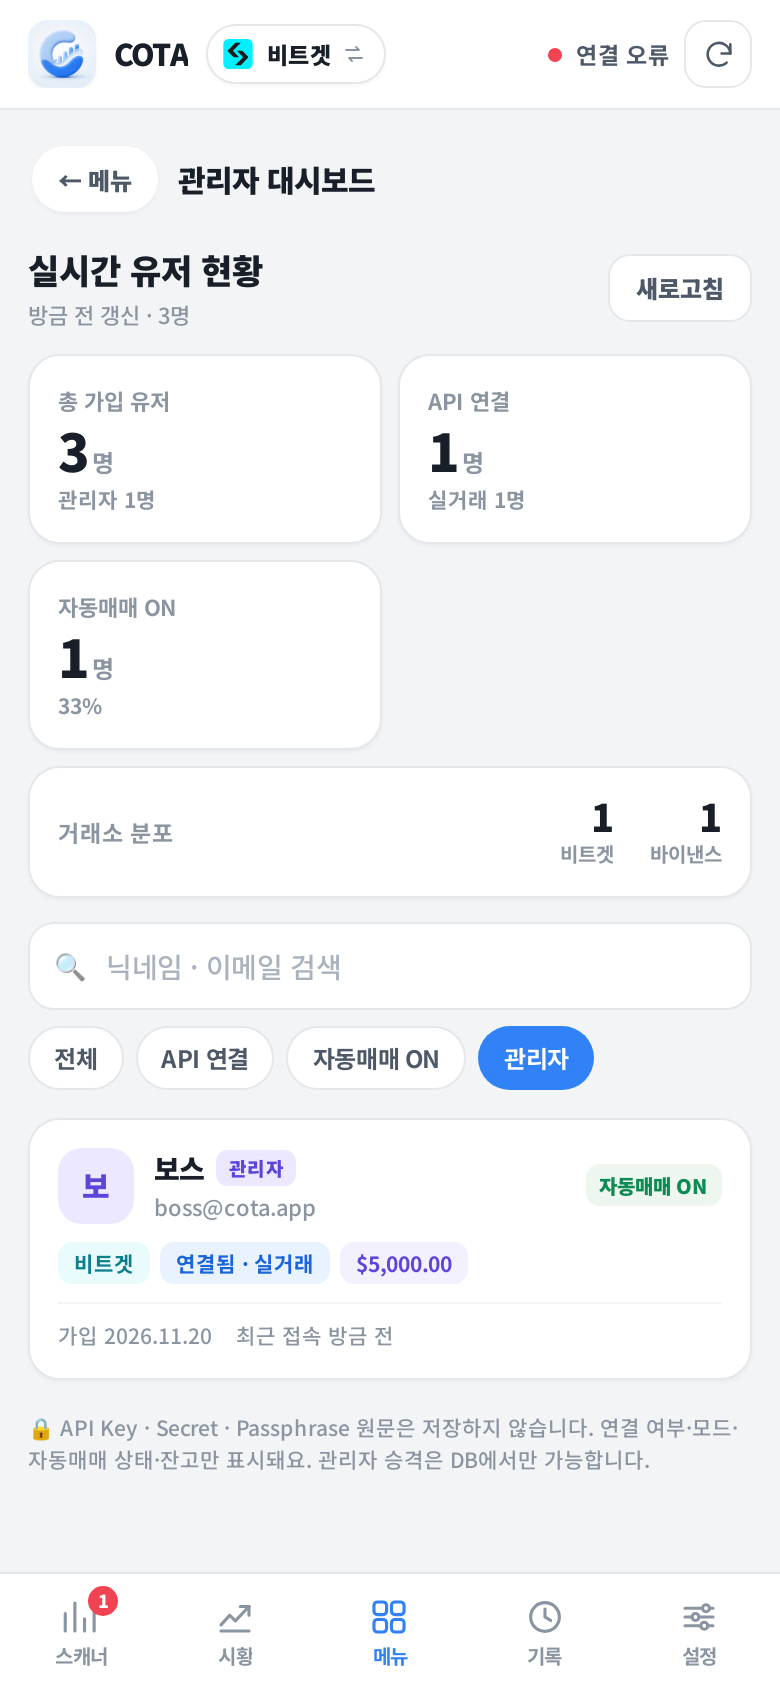 COTA
비트겟
연결 오류
← 메뉴
관리자 대시보드
실시간 유저 현황
방금 전 갱신 · 3명
새로고침
총 가입 유저
3명
관리자 1명
API 연결
1명
실거래 1명
자동매매 ON
1명
33%
거래소 분포
1
비트겟
1
바이낸스
닉네임 · 이메일 검색
전체
API 연결
자동매매 ON
관리자
보
보스
관리자
boss@cota.app
자동매매 ON
비트겟
연결됨 · 실거래
$5,000.00
가입 2026.11.20
최근 접속 방금 전
🔒 API Key · Secret · Passphrase 원문은 저장하지 않습니다. 연결 여부·모드·
자동매매 상태·잔고만 표시돼요. 관리자 승격은 DB에서만 가능합니다.
1
스캐너
시황
메뉴
기록
설정